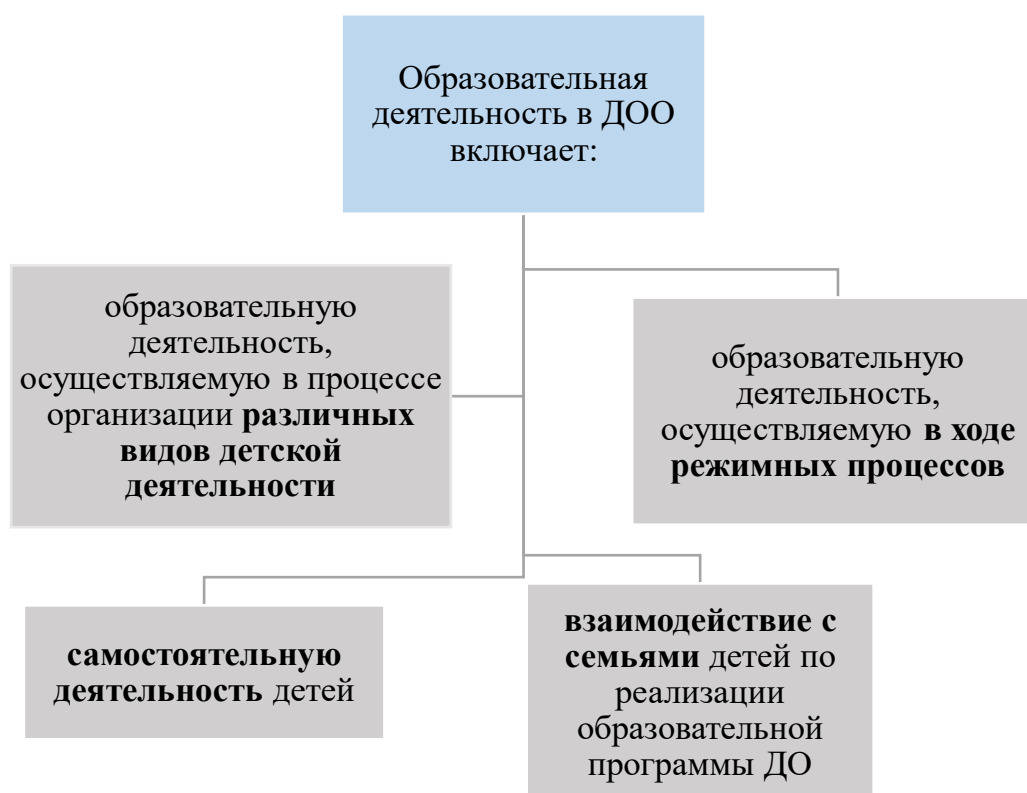 Образовательная
деятельность в ДОО
включает:
образовательную
деятельность,
осуществляемую в процессе
организации различных
видов детской
деятельности
образовательную
деятельность,
осуществляемую в ходе
режимных процессов
самостоятельную
деятельность детей
взаимодействие с
семьями детей по
реализации
образовательной
программы ДО